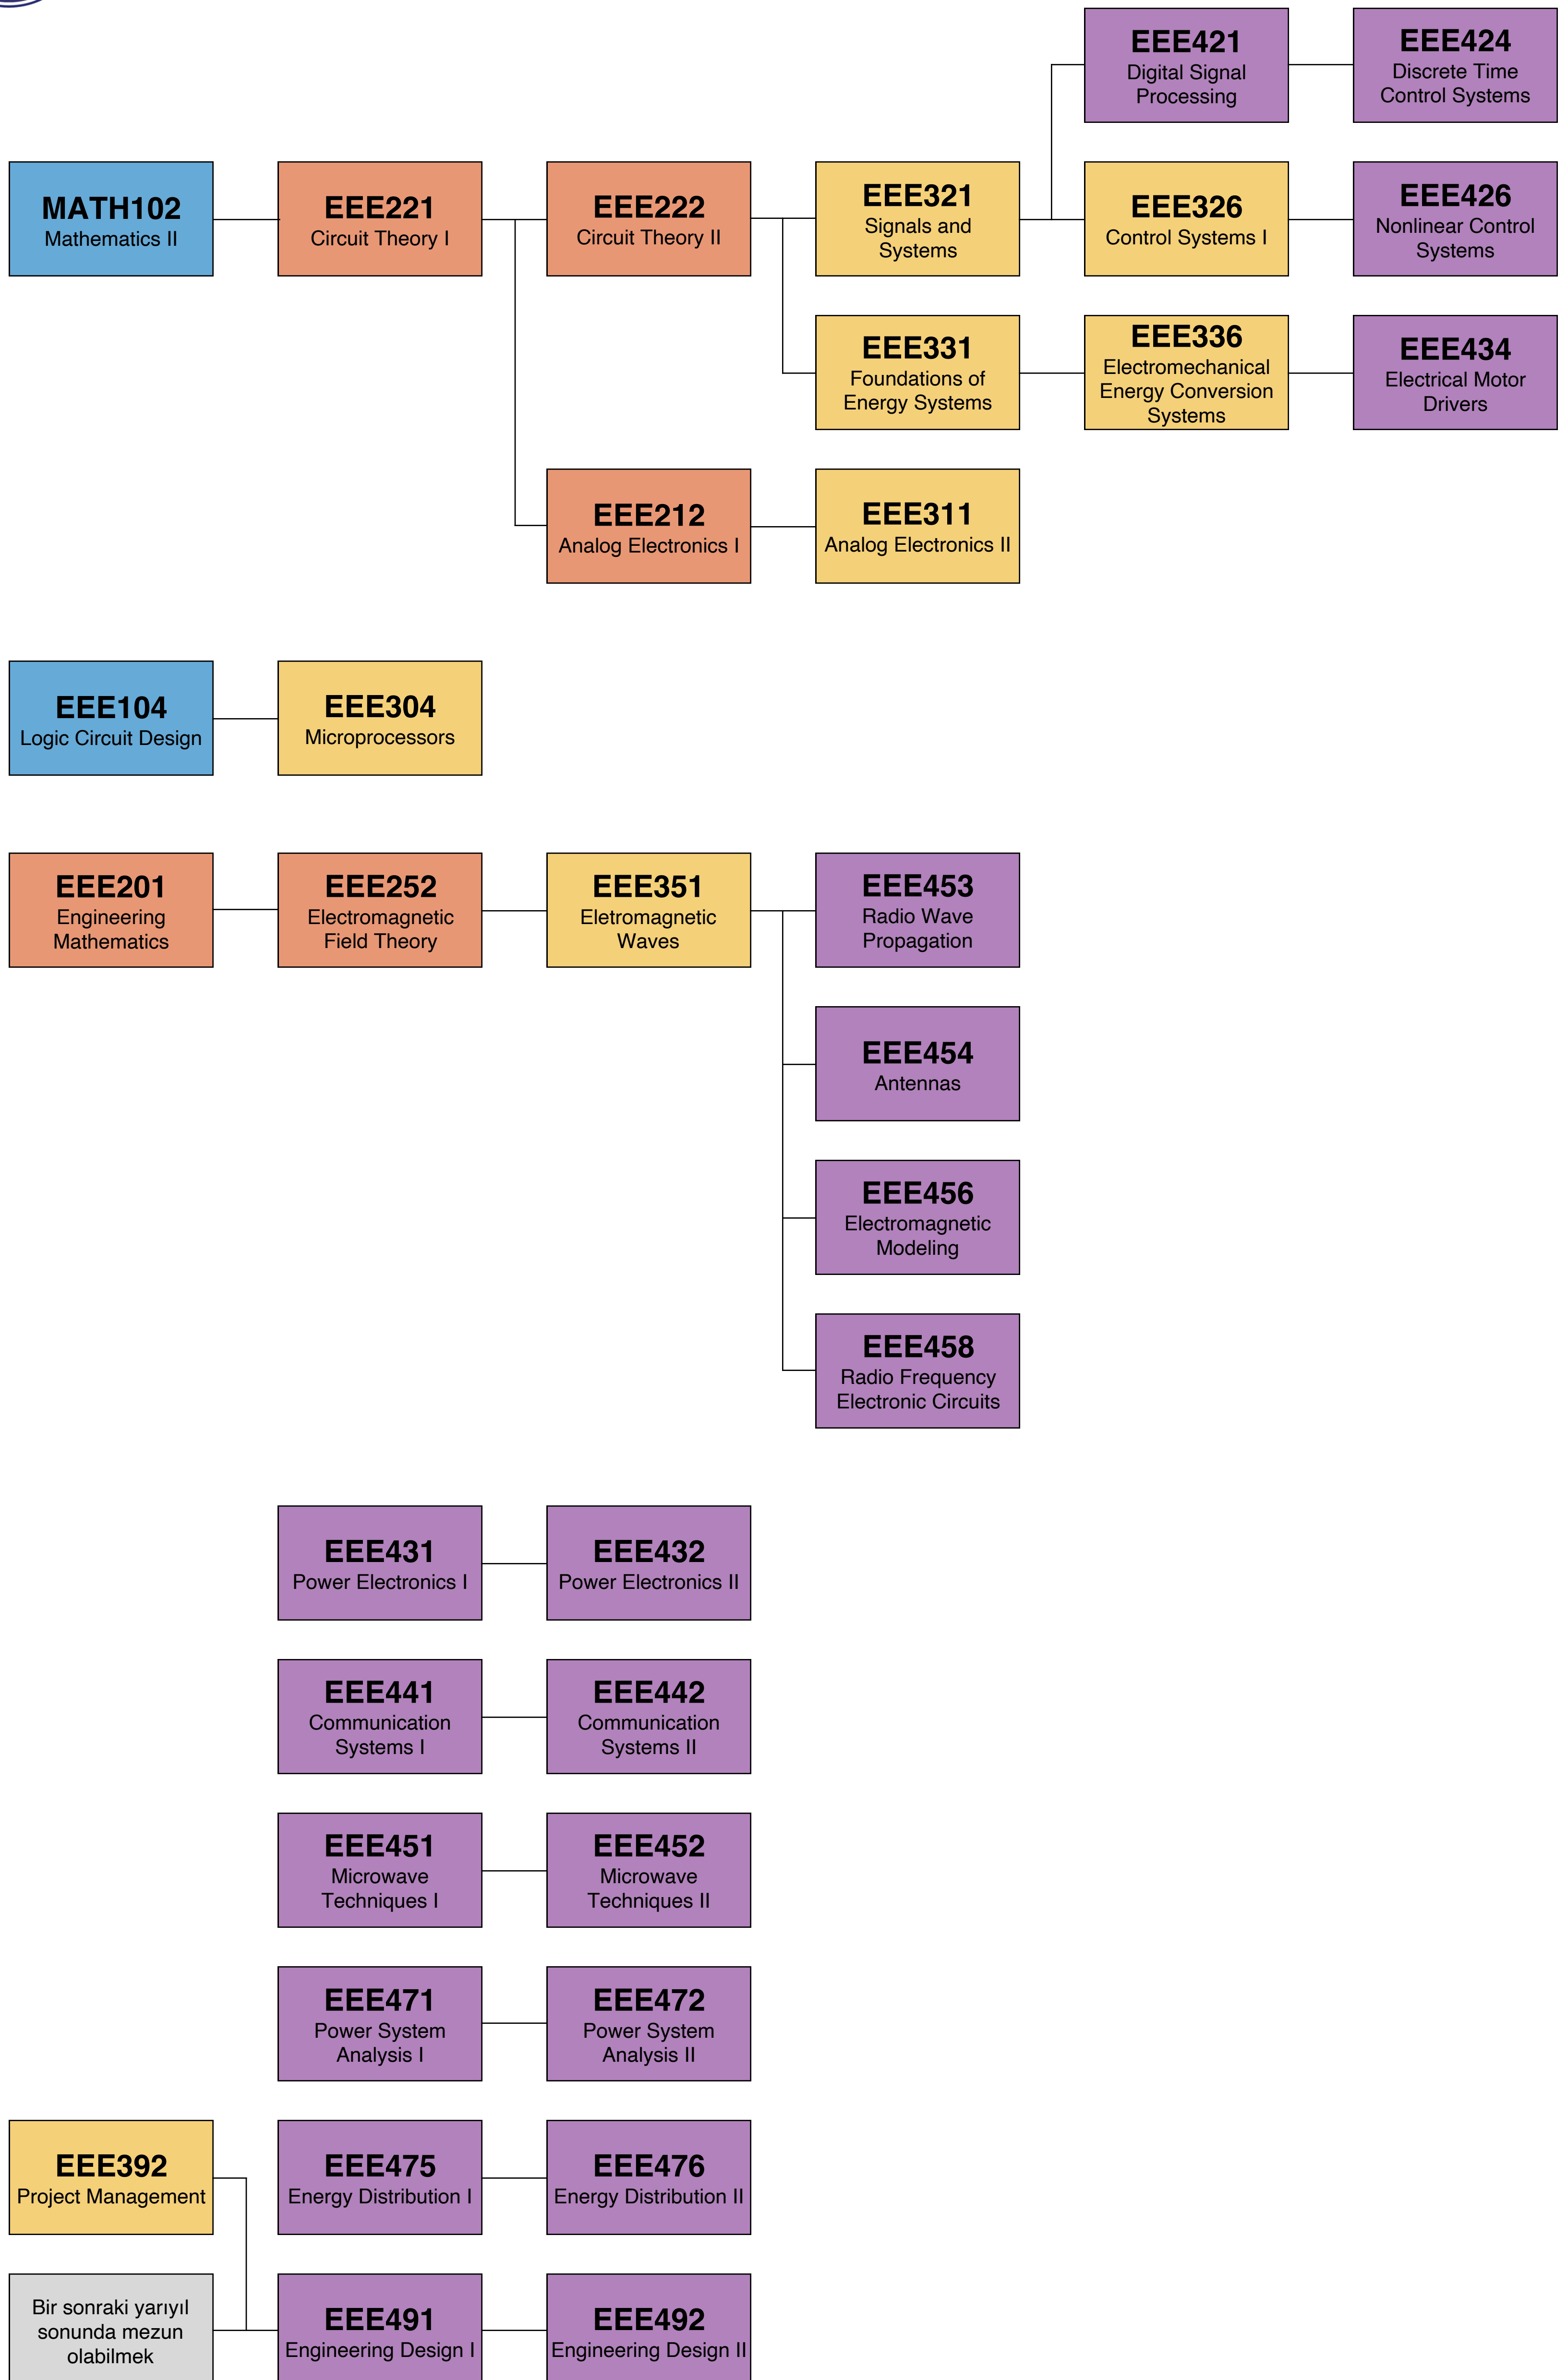 EEE421
Digital Signal
Processing
EEE424
Discrete Time
Control Systems
MATH102
Mathematics II
EEE221
Circuit Theory I
EEE222
Circuit Theory II
EEE321
Signals and
Systems
EEE326
Control Systems I
EEE426
Nonlinear Control
Systems
EEE331
Foundations of
Energy Systems
EEE336
Electromechanical
Energy Conversion
Systems
EEE434
Electrical Motor
Drivers
EEE212
Analog Electronics I
EEE311
Analog Electronics II
EEE104
Logic Circuit Design
EEE304
Microprocessors
EEE201
Engineering
Mathematics
EEE252
Electromagnetic
Field Theory
EEE351
Eletromagnetic
Waves
EEE453
Radio Wave
Propagation
EEE454
Antennas
EEE456
Electromagnetic
Modeling
EEE458
Radio Frequency
Electronic Circuits
EEE431
Power Electronics I
EEE432
Power Electronics II
EEE441
Communication
Systems I
EEE442
Communication
Systems II
EEE451
Microwave
Techniques I
EEE452
Microwave
Techniques II
EEE471
Power System
Analysis I
EEE472
Power System
Analysis II
EEE392
Project Management
EEE475
Energy Distribution I
EEE476
Energy Distribution II
Bir sonraki yarıyıl
sonunda mezun
olabilmek
EEE491
Engineering Design I
EEE492
Engineering Design II